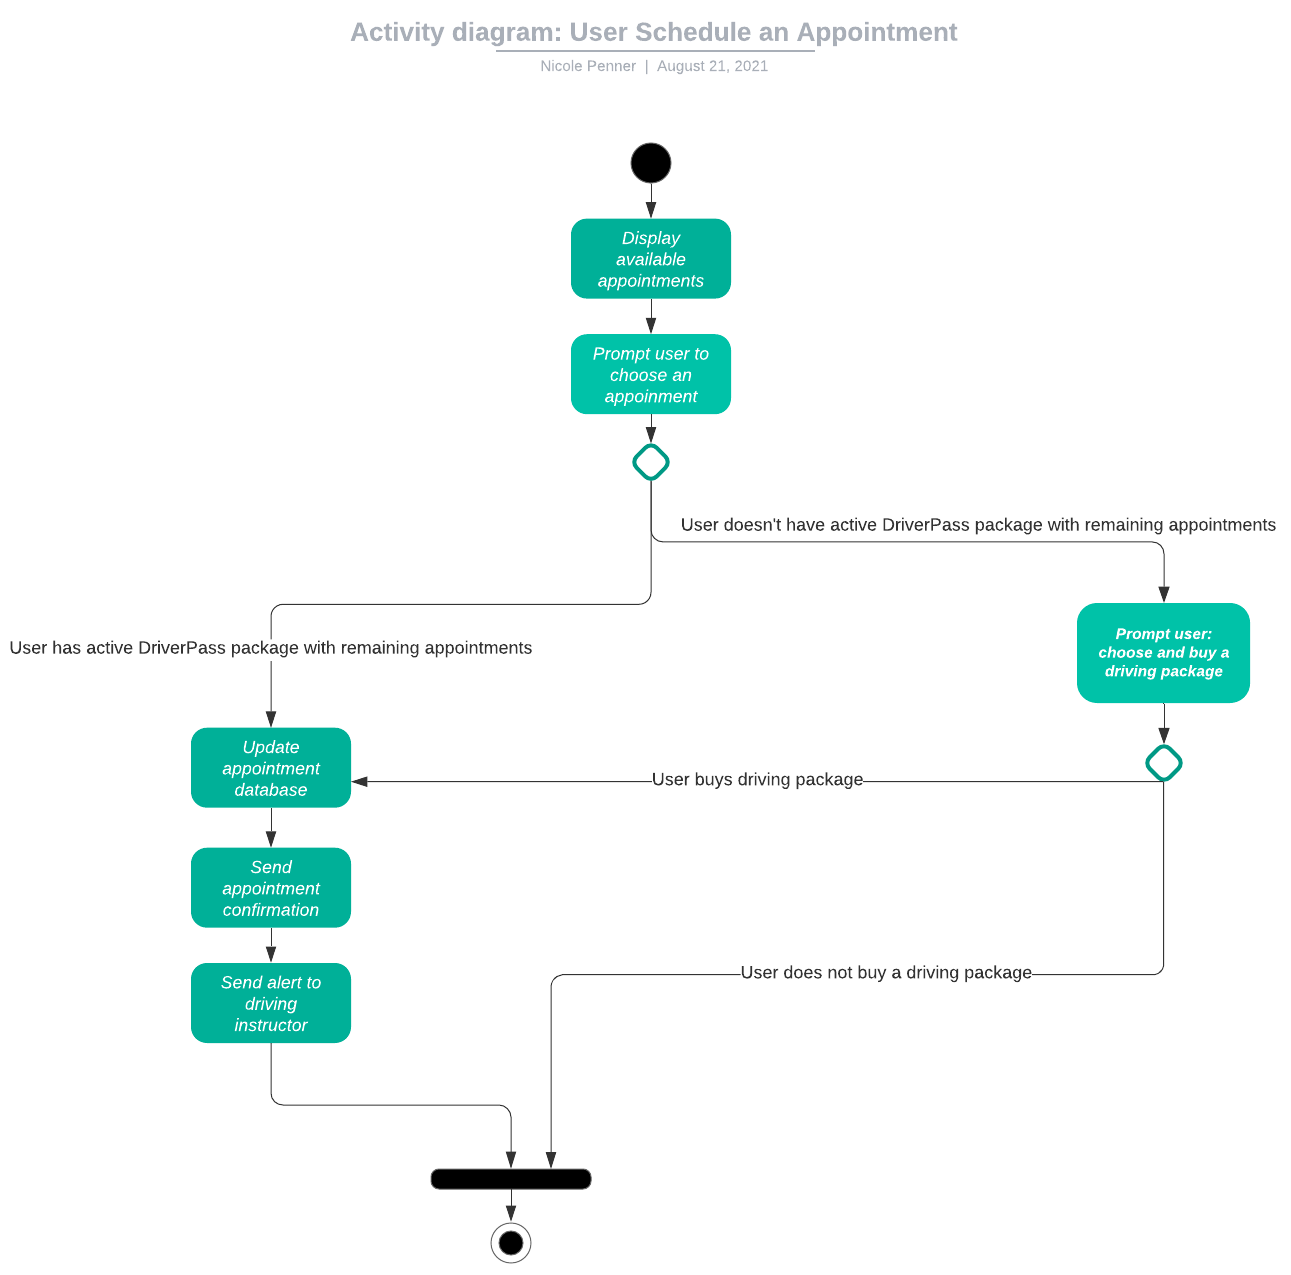 Activity diagram: User Schedule an Appointment
Nicole Penner | August 21, 2021
Display
available
appointments
Prompt user to
choose an
appoinment
User doesn't have active DriverPass package with remaining appointments
User has active DriverPass package with remaining appointments
Prompt user:
choose and buy a
driving package
Update
appointment
database
User buys driving package
Send
appointment
confirmation
Send alert to
driving
instructor
User does not buy a driving package